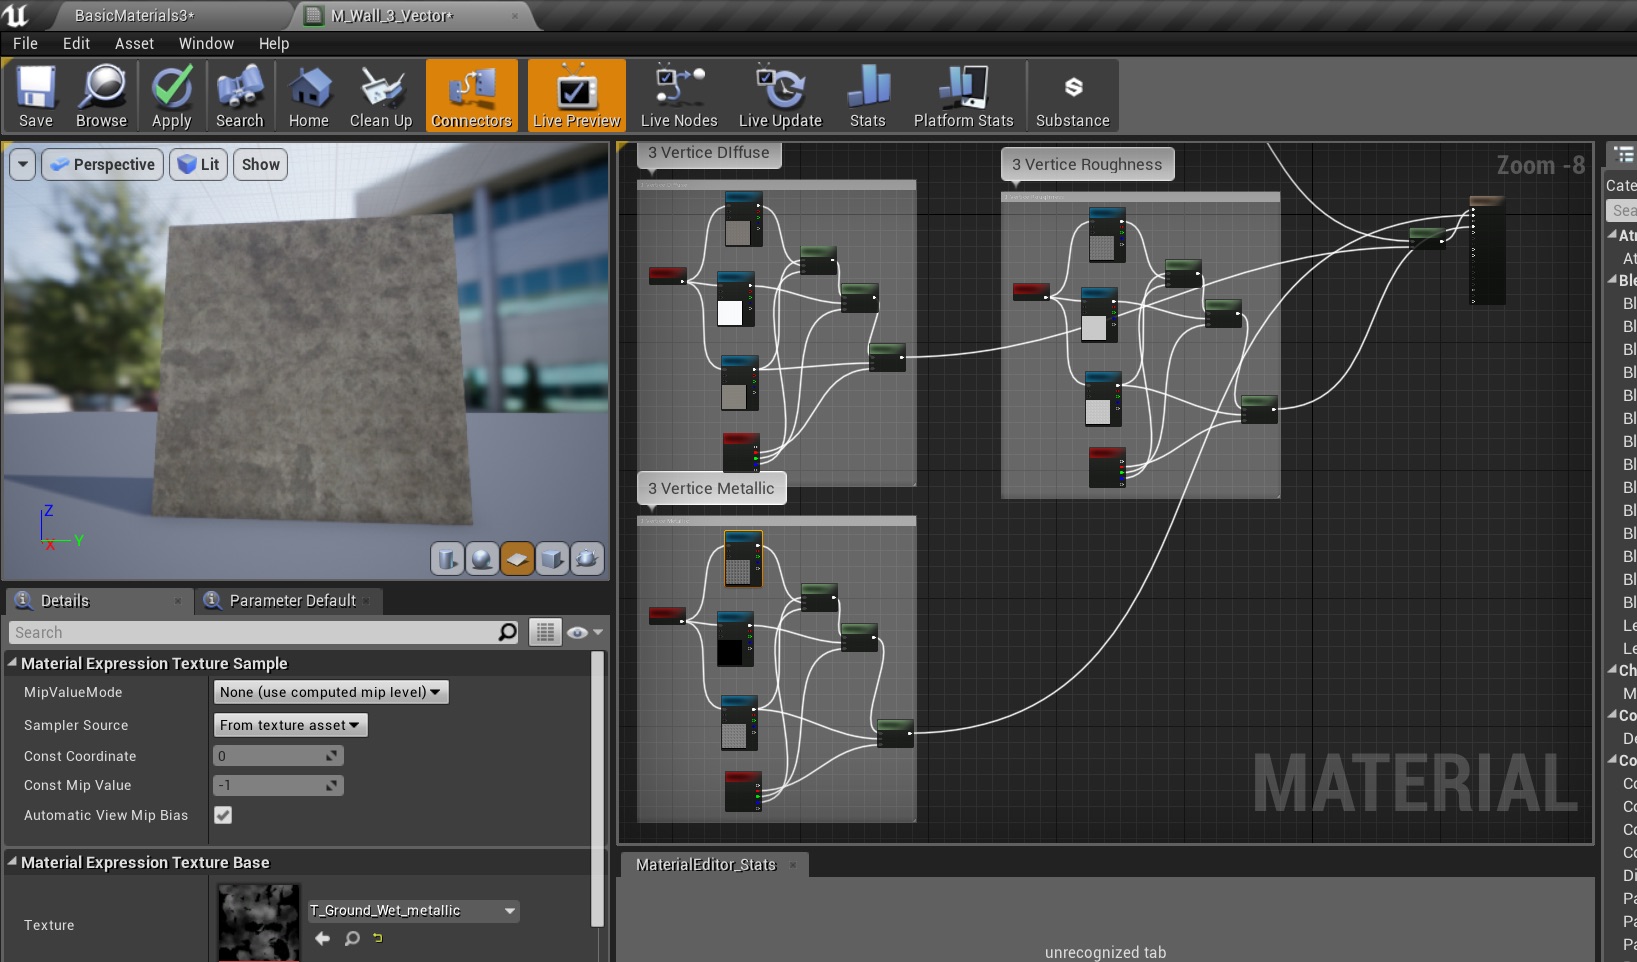 BasicMaterials3*
M_Wall_3_Vector*
File Edit Asset Window Help
Save Browse Apply Search Home Clean Up Connectors Live Preview Live Nodes Live Update Stats Platform Stats Substance
Perspective Lit Show
3 Vertice DIffuse
3 Vertice Roughness
Zoom -8
3 Vertice Metallic
MATERIAL
Z
Y
X
Details
Parameter Default
Search
Material Expression Texture Sample
MipValueMode None (use computed mip level)
Sampler Source From texture asset
Const Coordinate 0
Const Mip Value -1
Automatic View Mip Bias
Material Expression Texture Base
Texture T_Ground_Wet_metallic
MaterialEditor_Stats
unrecognized tab
Cate
Sea
Atr
At
Ble
Bl
Bl
Bl
Bl
Bl
Bl
Bl
Bl
Bl
Bl
Bl
Bl
Bl
Bl
Le
Le
Ch
M
Co
De
Co
Co
Co
Co
Co
Di
Pa
Pa
Pa